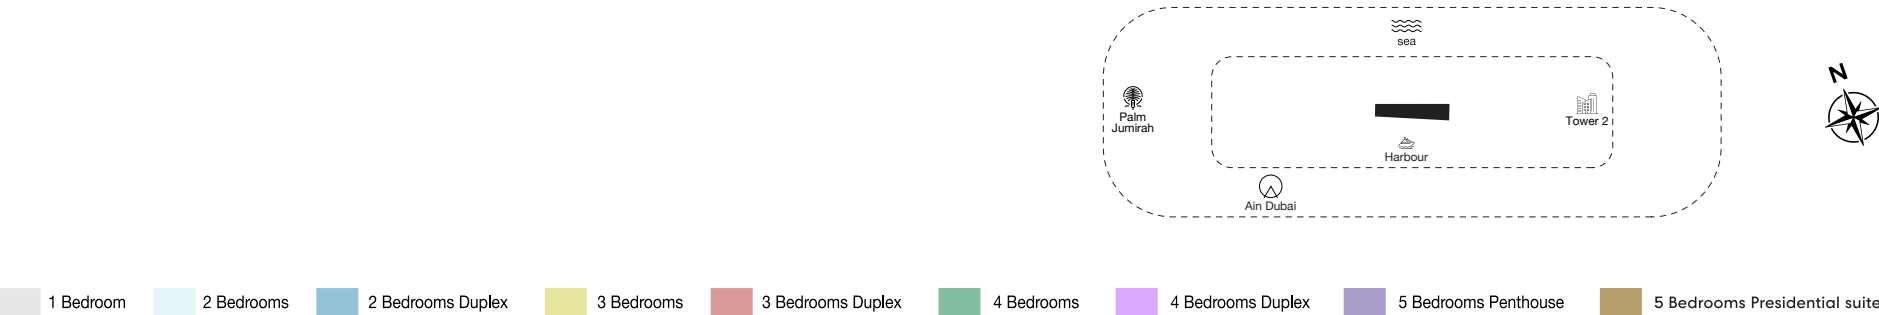 sea
N
Palm
Jumirah
Tower 2
Harbour
Ain Dubai
1 Bedroom
2 Bedrooms
2 Bedrooms Duplex
3 Bedrooms
3 Bedrooms Duplex
4 Bedrooms
4 Bedrooms Duplex
5 Bedrooms Penthouse
5 Bedrooms Presidential suite